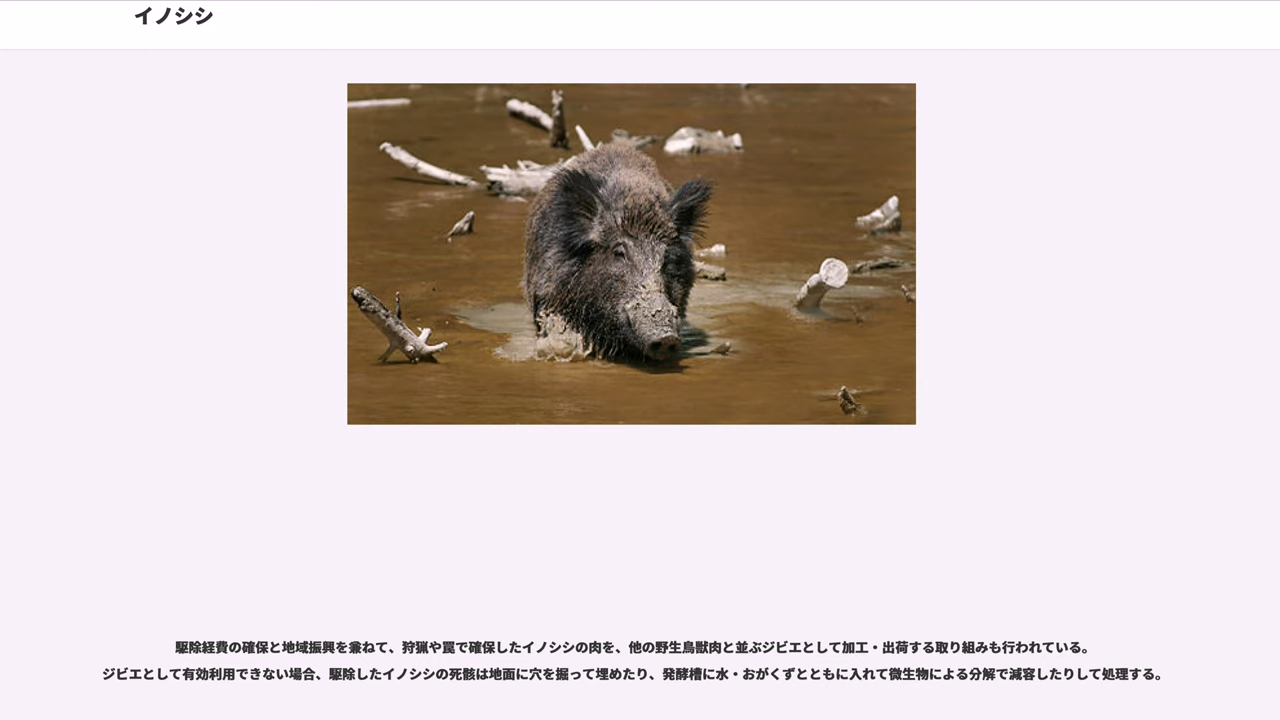 イノシシ
駆除経費の確保と地域振興を兼ねて、狩猟や罠で確保したイノシシの肉を、他の野生鳥獣肉と並ぶジビエとして加工・出荷する取り組みも行われている。
ジビエとして有効利用できない場合、駆除したイノシシの死骸は地面に穴を掘って埋めたり、発酵槽に水・おがくずとともに入れて微生物による分解で減容したりして処理する。